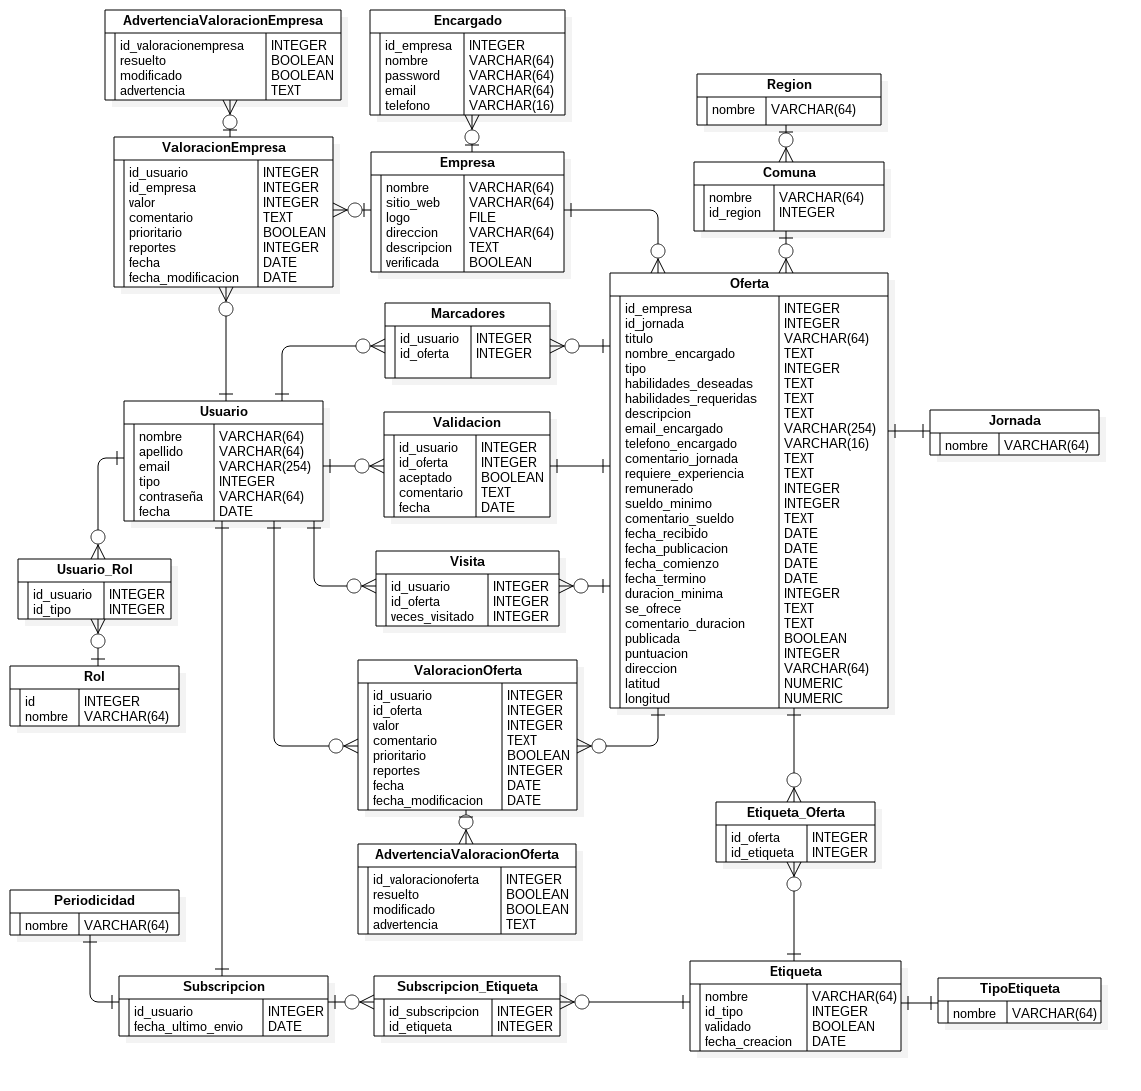 AdvertenciaValoracionEmpresa
id_valoracionempresa INTEGER
resuelto BOOLEAN
modificado BOOLEAN
advertencia TEXT
Encargado
id_empresa INTEGER
nombre VARCHAR(64)
password VARCHAR(64)
email VARCHAR(64)
telefono VARCHAR(16)
Region
nombre VARCHAR(64)
ValoracionEmpresa
id_usuario INTEGER
id_empresa INTEGER
valor INTEGER
comentario TEXT
prioritario BOOLEAN
reportes INTEGER
fecha DATE
fecha_modificacion DATE
Empresa
nombre VARCHAR(64)
sitio_web VARCHAR(64)
logo FILE
direccion VARCHAR(64)
descripcion TEXT
verificada BOOLEAN
Comuna
nombre VARCHAR(64)
id_region INTEGER
Oferta
id_empresa INTEGER
id_jornada INTEGER
titulo VARCHAR(64)
nombre_encargado TEXT
tipo INTEGER
habilidades_deseadas TEXT
habilidades_requeridas TEXT
descripcion TEXT
email_encargado VARCHAR(254)
telefono_encargado VARCHAR(16)
comentario_jornada TEXT
requiere_experiencia TEXT
remunerado INTEGER
sueldo_minimo INTEGER
comentario_sueldo TEXT
fecha_recibido DATE
fecha_publicacion DATE
fecha_comienzo DATE
fecha_termino DATE
duracion_minima INTEGER
se_ofrece TEXT
comentario_duracion TEXT
publicada BOOLEAN
puntuacion INTEGER
direccion VARCHAR(64)
latitud NUMERIC
longitud NUMERIC
Marcadores
id_usuario INTEGER
id_oferta INTEGER
Usuario
nombre VARCHAR(64)
apellido VARCHAR(64)
email VARCHAR(254)
tipo INTEGER
contraseña VARCHAR(64)
fecha DATE
Validacion
id_usuario INTEGER
id_oferta INTEGER
aceptado BOOLEAN
comentario TEXT
fecha DATE
Jornada
nombre VARCHAR(64)
Usuario_Rol
id_usuario INTEGER
id_tipo INTEGER
Visita
id_usuario INTEGER
id_oferta INTEGER
veces_visitado INTEGER
Rol
id INTEGER
nombre VARCHAR(64)
ValoracionOferta
id_usuario INTEGER
id_oferta INTEGER
valor INTEGER
comentario TEXT
prioritario BOOLEAN
reportes INTEGER
fecha DATE
fecha_modificacion DATE
Etiqueta_Oferta
id_oferta INTEGER
id_etiqueta INTEGER
AdvertenciaValoracionOferta
id_valoracionoferta INTEGER
resuelto BOOLEAN
modificado BOOLEAN
advertencia TEXT
Periodicidad
nombre VARCHAR(64)
Subscripcion
id_usuario INTEGER
fecha_ultimo_envio DATE
Subscripcion_Etiqueta
id_subscripcion INTEGER
id_etiqueta INTEGER
Etiqueta
nombre VARCHAR(64)
id_tipo INTEGER
validado BOOLEAN
fecha_creacion DATE
TipoEtiqueta
nombre VARCHAR(64)